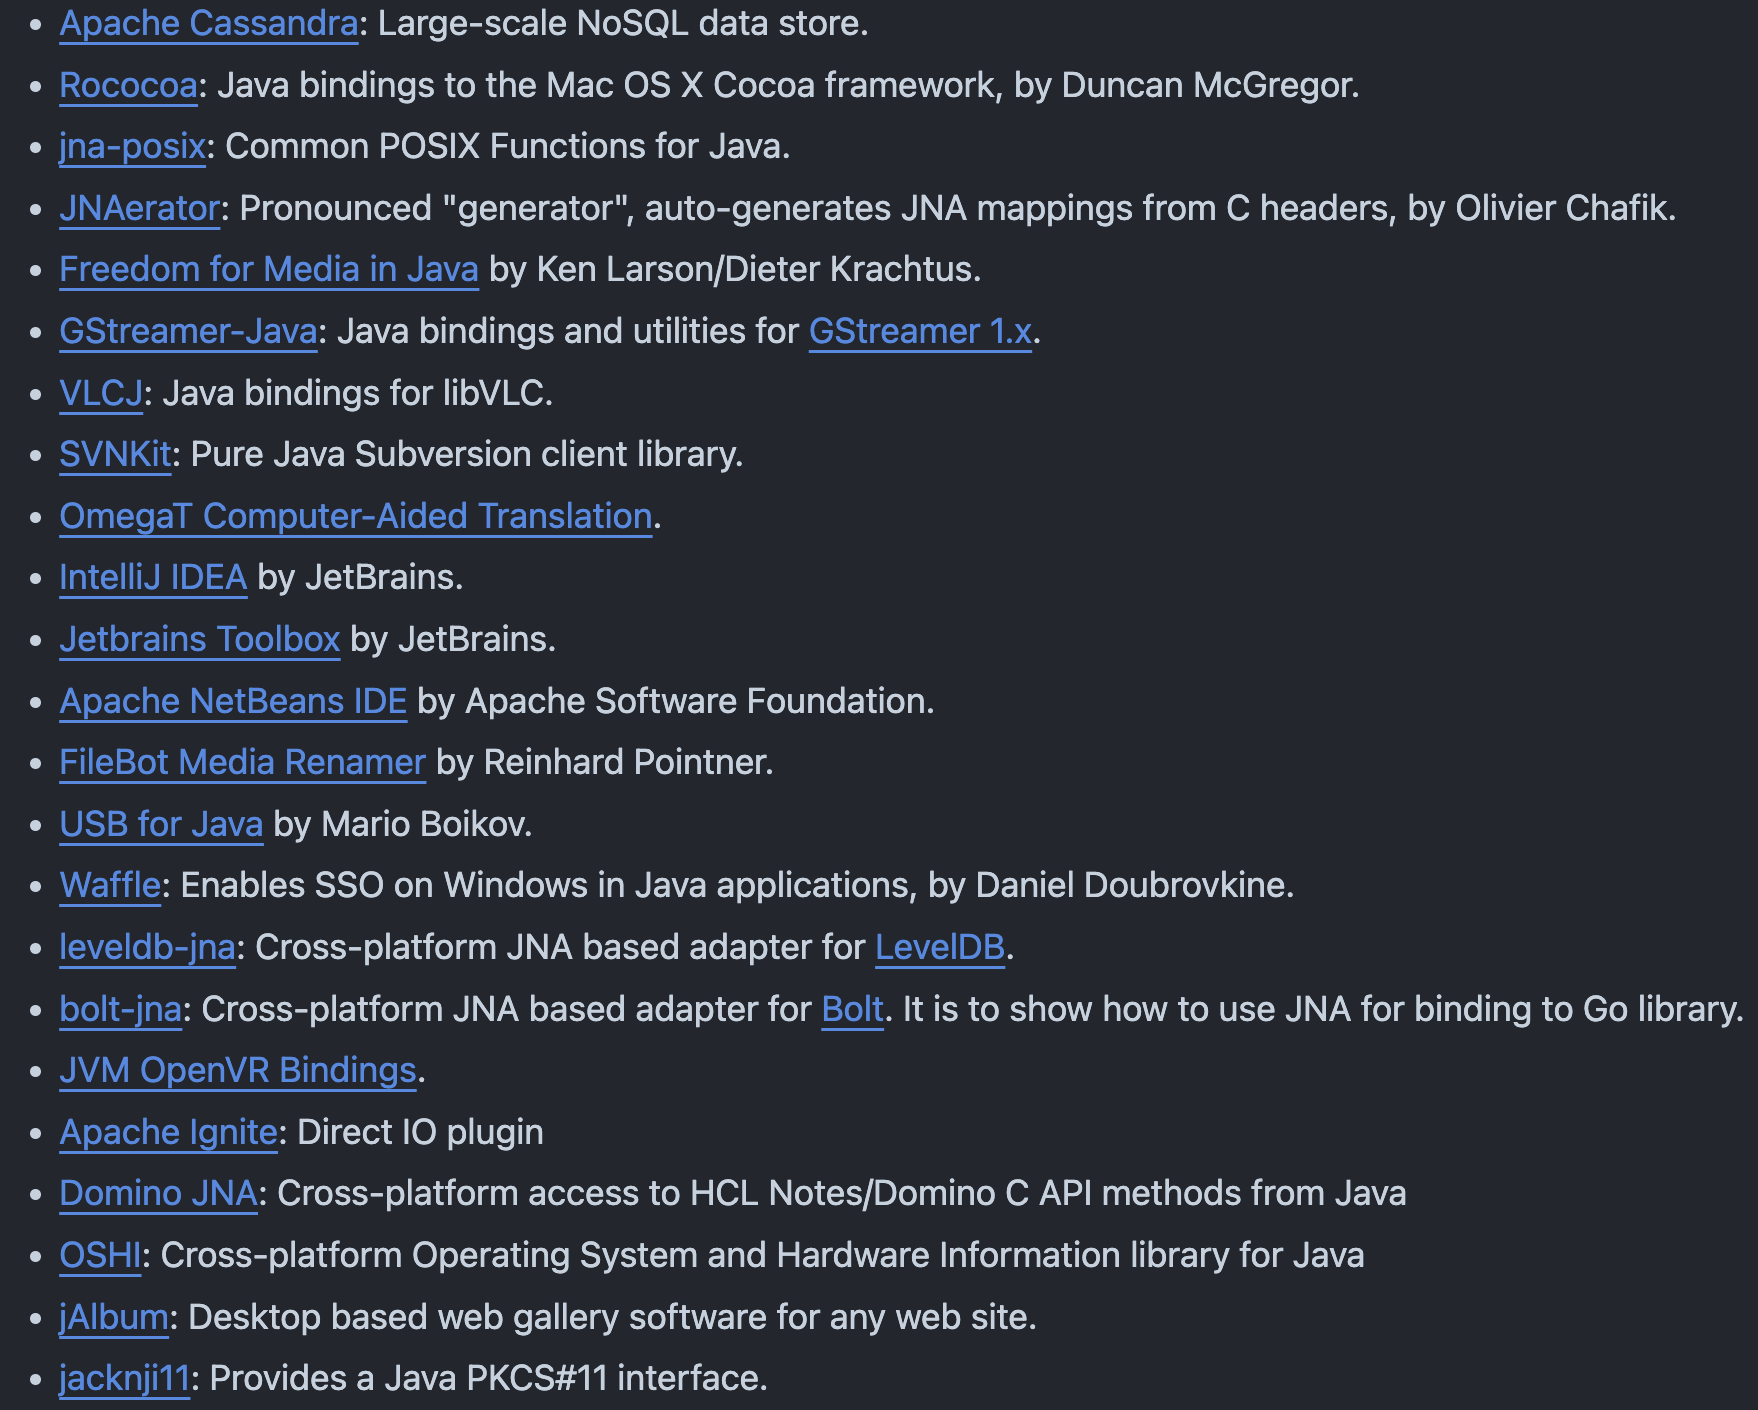 Apache Cassandra: Large-scale NoSQL data store.
Rococoa: Java bindings to the Mac OS X Cocoa framework, by Duncan McGregor.
jna-posix: Common POSIX Functions for Java.
JNAerator: Pronounced "generator", auto-generates JNA mappings from C headers, by Olivier Chafik.
Freedom for Media in Java by Ken Larson/Dieter Krachtus.
GStreamer-Java: Java bindings and utilities for GStreamer 1.x.
VLCJ: Java bindings for libVLC.
SVNKit: Pure Java Subversion client library.
OmegaT Computer-Aided Translation.
IntelliJ IDEA by JetBrains.
Jetbrains Toolbox by JetBrains.
Apache NetBeans IDE by Apache Software Foundation.
FileBot Media Renamer by Reinhard Pointner.
USB for Java by Mario Boikov.
Waffle: Enables SSO on Windows in Java applications, by Daniel Doubrovkine.
leveldb-jna: Cross-platform JNA based adapter for LevelDB.
bolt-jna: Cross-platform JNA based adapter for Bolt. It is to show how to use JNA for binding to Go library.
JVM OpenVR Bindings.
Apache Ignite: Direct IO plugin
Domino JNA: Cross-platform access to HCL Notes/Domino C API methods from Java
OSHI: Cross-platform Operating System and Hardware Information library for Java
jAlbum: Desktop based web gallery software for any web site.
jacknji11: Provides a Java PKCS#11 interface.